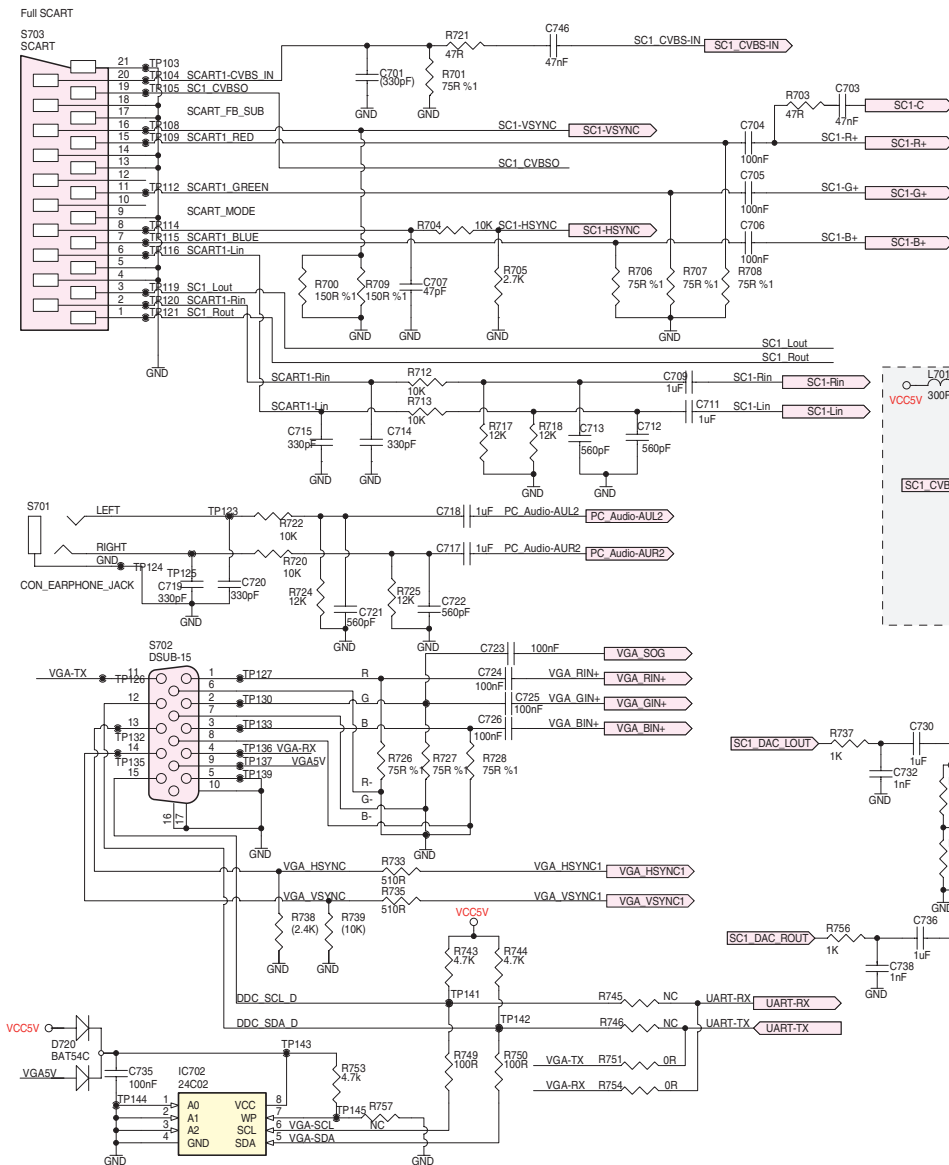 Full SCART
S703
SCART
21 TP103
20 TP104 SCART1-CVBS_IN
19 TP105 SC1_CVBSO
18
17 SCART_FB_SUB
16 TP108
15 TP109 SCART1_RED
14
13
12
11 TP112 SCART1_GREEN
10
9 SCART_MODE
8 TP114
7 TP115 SCART1_BLUE
6 TP116 SCART1-Lin
5
4
3 TP119 SC1_Lout
2 TP120 SCART1-Rin
1 TP121 SC1_Rout
GND
R721
47R
C746
47nF
SC1_CVBS-IN SC1_CVBS-IN
C701
(330pF)
R701
75R %1
GND GND
R703
47R
C703
47nF
SC1-C
SC1-VSYNC SC1-VSYNC
C704
100nF
SC1-R+ SC1-R+
SC1_CVBSO
C705
100nF
SC1-G+ SC1-G+
R704 10K SC1-HSYNC SC1-HSYNC
C706
100nF
SC1-B+ SC1-B+
R700
150R %1
R709
150R %1
C707
47pF
R705
2.7K
R706
75R %1
R707
75R %1
R708
75R %1
GND GND GND GND
SC1_Lout
SC1_Rout
SCART1-Rin R712
10K
C709
1uF
SC1-Rin SC1-Rin
SCART1-Lin R713
10K
C711
1uF
SC1-Lin SC1-Lin
C715
330pF
C714
330pF
R717
12K
R718
12K
C713
560pF
C712
560pF
GND GND GND GND
L701
VCC5V
S701
LEFT TP123
R722
10K
C718 1uF PC_Audio-AUL2 PC_Audio-AUL2
RIGHT
GND
TP124
TP125
R720
10K
C717 1uF PC_Audio-AUR2 PC_Audio-AUR2
CON_EARPHONE_JACK
C719
330pF
C720
330pF
R724
12K
C721
560pF
R725
12K
C722
560pF
GND GND GND
S702
DSUB-15
VGA-TX
11 TP126
12
13 TP132
14 TP135
15
1 TP127
6
2 TP130
7
3 TP133
8
4 TP136 VGA-RX
9 TP137 VGA5V
5 TP139
10
16
17
GND
C723 100nF VGA_SOG
R
C724
100nF
VGA_RIN+ VGA_RIN+
G
C725
100nF
VGA_GIN+ VGA_GIN+
B
C726
100nF
VGA_BIN+ VGA_BIN+
R726
75R %1
R727
75R %1
R728
75R %1
R-
G-
B-
GND
SC1_DAC_LOUT
R737
1K
C730
1uF
C732
1nF
GND
GND
VGA_HSYNC R733
510R
VGA_HSYNC1 VGA_HSYNC1
VGA_VSYNC R735
510R
VGA_VSYNC1 VGA_VSYNC1
R738
(2.4K)
R739
(10K)
GND GND
VCC5V
R743
4.7K
R744
4.7K
SC1_DAC_ROUT
R756
1K
C736
1uF
C738
1nF
GND
DDC_SCL_D TP141
R745 NC UART-RX UART-RX
DDC_SDA_D TP142
R746 NC UART-TX UART-TX
VGA-TX R751 0R
VGA-RX R754 0R
VCC5V
D720
BAT54C
VGA5V
C735
100nF
TP143
R753
4.7k
R749
100R
R750
100R
IC702
24C02
TP144
1 A0
2 A1
3 A2
4 GND
VCC 8
WP 7
SCL 6
SDA 5
TP145
R757
NC
VGA-SCL
VGA-SDA
GND GND